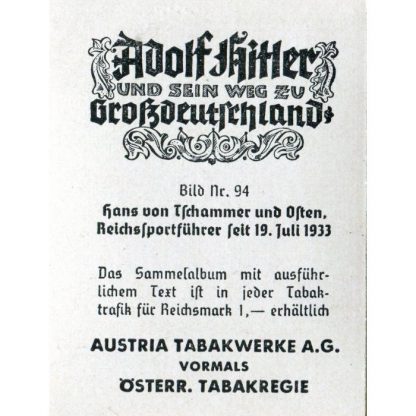 Adolf Hitler
UND SEIN WEG ZU
Großdeutschland
Bild Nr. 94
Hans von Tschammer und Osten,
Reichssportführer seit 19. Juli 1933
Das Sammelalbum mit ausführ-
lichem Text ist in jeder Tabak-
trafik für Reichsmark 1,— erhältlich
AUSTRIA TABAKWERKE A.G.
VORMALS
ÖSTERR. TABAKREGIE